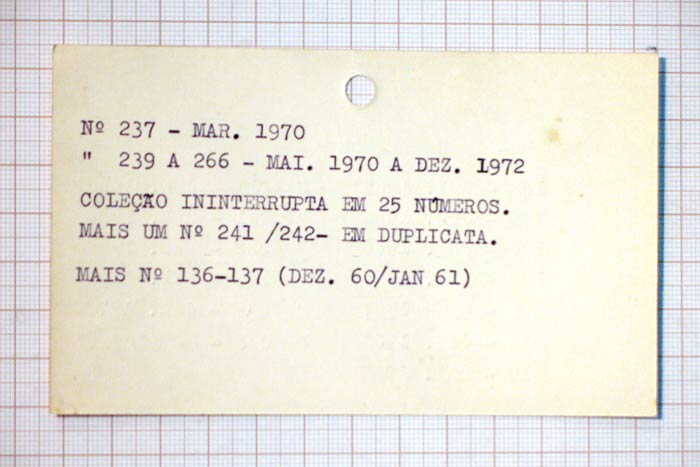 Nº 237 - MAR. 1970
" 239 A 266 - MAI. 1970 A DEZ. 1972
COLEÇÃO ININTERRUPTA EM 25 NÚMEROS.
MAIS UM Nº 241 /242- EM DUPLICATA.
MAIS Nº 136-137 (DEZ. 60/JAN 61)